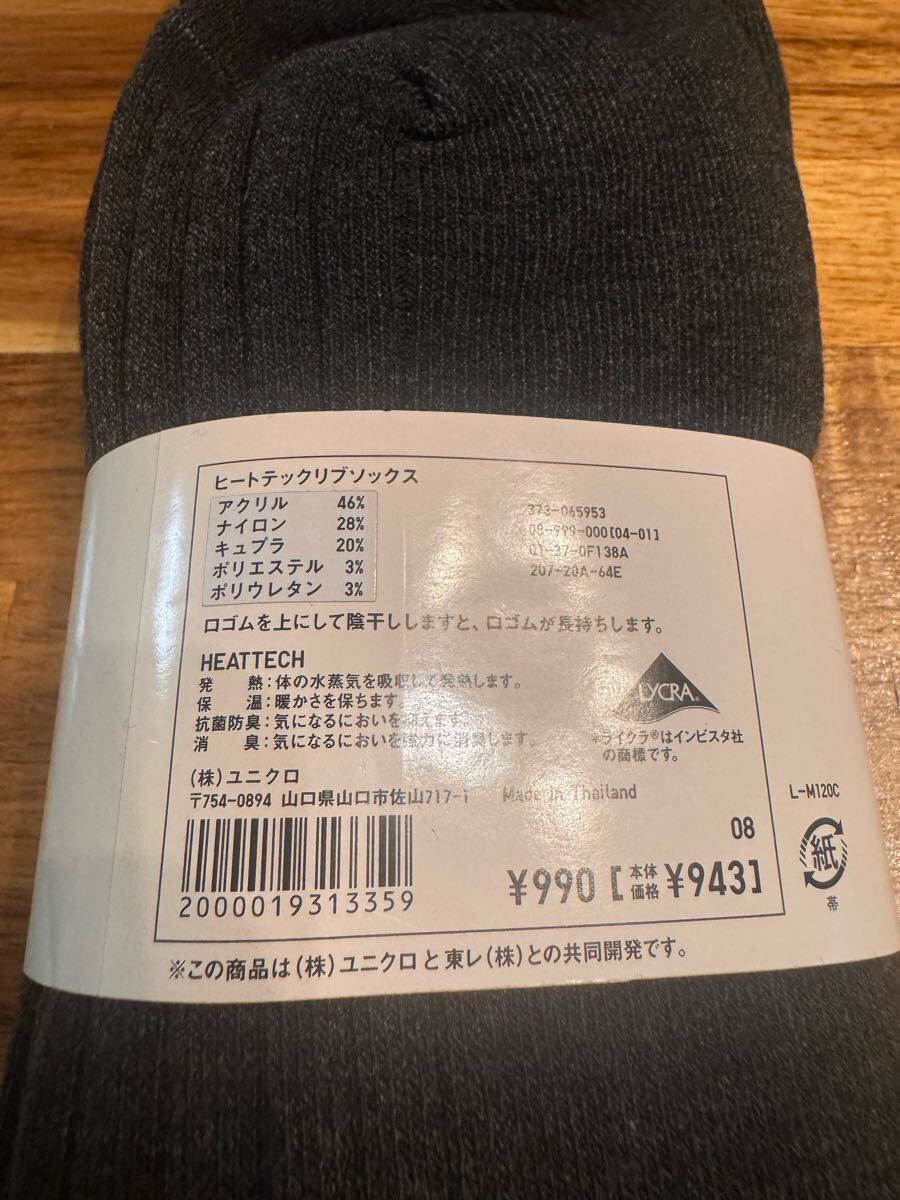 ヒートテックリブソックス
アクリル 46%
ナイロン 28%
キュプラ 20%
ポリエステル 3%
ポリウレタン 3%
373-065953
08-999-000[04-01]
01-37-0F138A
207-20A-64E
口ゴムを上にして陰干ししますと、口ゴムが長持ちします。
HEATTECH
発 熱:体の水蒸気を吸収して発熱します。
保 温:暖かさを保ちます。
抗菌防臭:気になるにおいを抑えます。
消 臭:気になるにおいを強力に消臭します。
LYCRA®
※ライクラ®はインビスタ社
の商標です。
(株)ユニクロ
〒754-0894 山口県山口市佐山717-1 Made in Thailand
L-M120C
08
2000019313359
¥990[本体価格¥943]
紙
帯
※この商品は(株)ユニクロと東レ(株)との共同開発です。